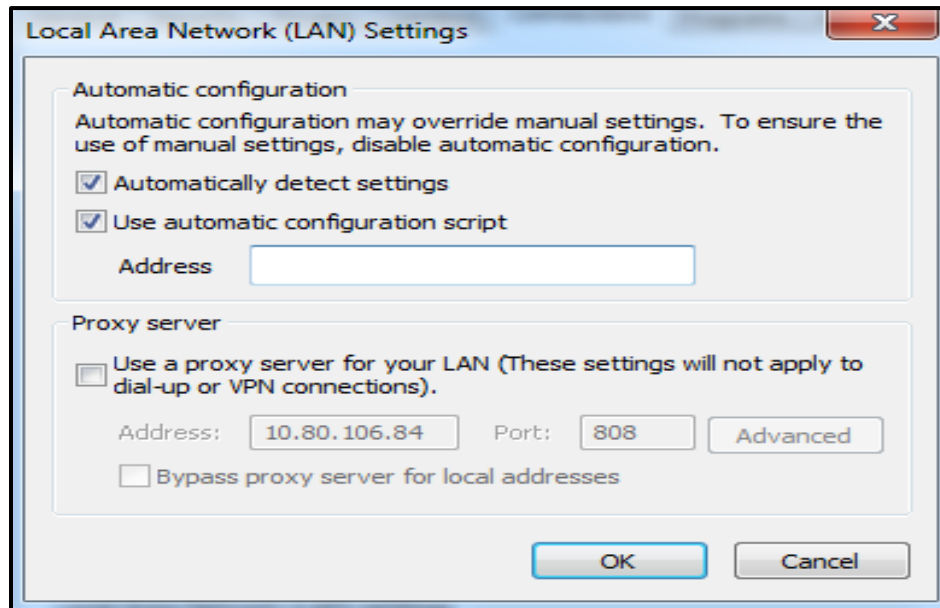 Local Area Network (LAN) Settings
Automatic configuration
Automatic configuration may override manual settings. To ensure the
use of manual settings, disable automatic configuration.
Automatically detect settings
Use automatic configuration script
Address
Proxy server
Use a proxy server for your LAN (These settings will not apply to
dial-up or VPN connections).
Address: 10.80.106.84 Port: 808 Advanced
Bypass proxy server for local addresses
OK Cancel